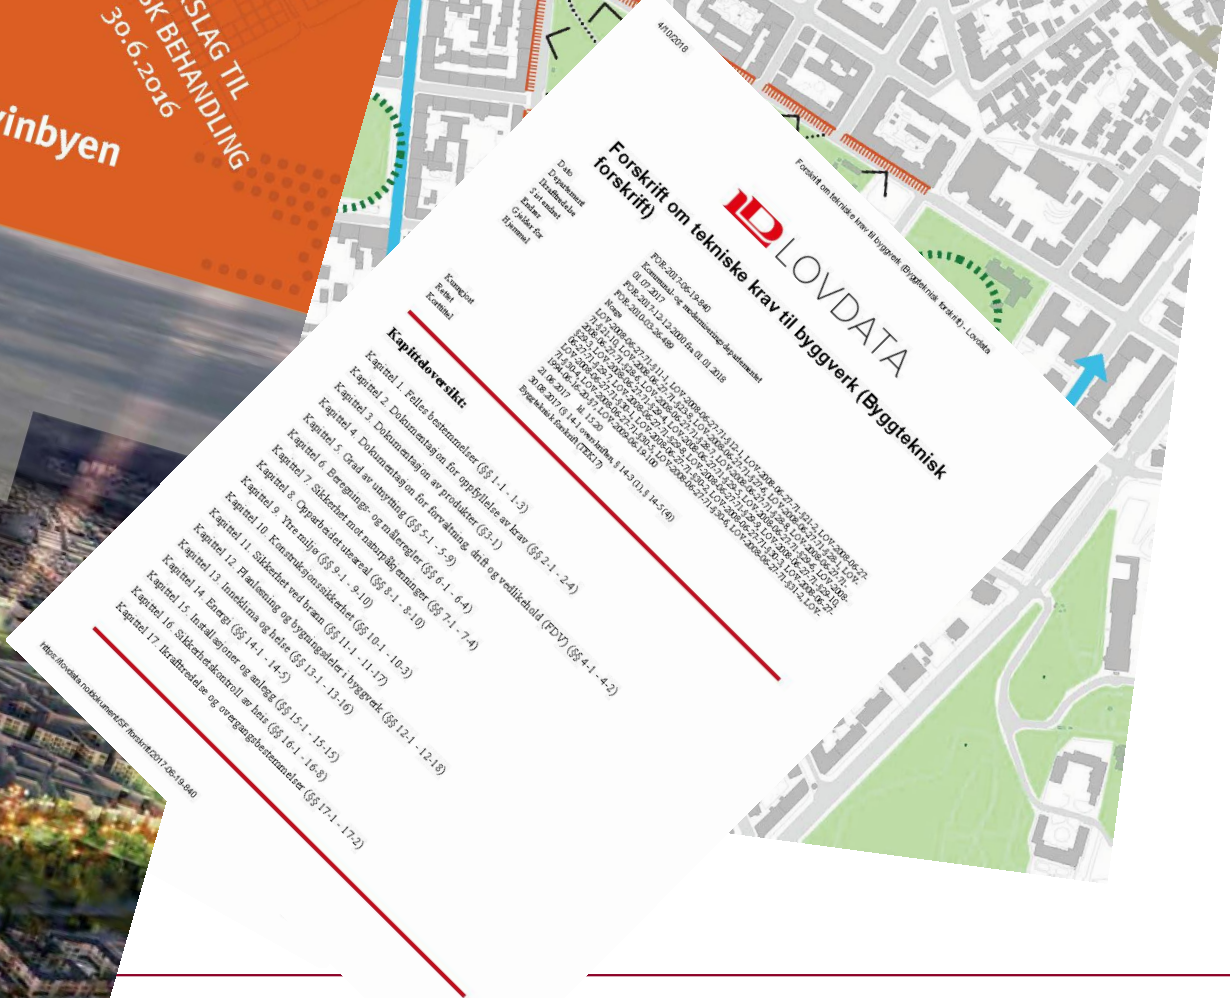 SLAG TIL
SK BEHANDLING
30.6.2016
vinbyen
4/10/2018
Forskrift om tekniske krav til byggverk (Byggteknisk forskrift) - Lovdata
LOVDATA
Forskrift om tekniske krav til byggverk (Byggteknisk
forskrift)
Dato
FOR-2017-06-19-840
Departement
Kommunal- og moderniseringsdepartementet
Ikrafttredelse
01.07.2017
Sist endret
FOR-2017-12-12-2000 fra 01.01.2018
Endrer
FOR-2010-03-26-489
Gjelder for
Norge
Hjemmel
Kunngjort
21.06.2017 kl. 15.20
Rettet
30.08.2017 (§ 14-1 overskriften, § 14-3 (1), § 14-5 (4))
Korttittel
Byggteknisk forskrift (TEK17)
Kapitteloversikt:
Kapittel 1. Felles bestemmelser (§§ 1-1 - 1-3)
Kapittel 2. Dokumentasjon for oppfyllelse av krav (§§ 2-1 - 2-4)
Kapittel 3. Dokumentasjon av produkter (§3-1)
Kapittel 4. Dokumentasjon for forvaltning, drift og vedlikehold (FDV) (§§ 4-1 - 4-2)
Kapittel 5. Grad av utnytting (§§ 5-1 - 5-9)
Kapittel 6. Beregnings- og måleregler (§§ 6-1 - 6-4)
Kapittel 7. Sikkerhet mot naturpåkjenninger (§§ 7-1 - 7-4)
Kapittel 8. Opparbeidet uteareal (§§ 8-1 - 8-10)
Kapittel 9. Ytre miljø (§§ 9-1 - 9-10)
Kapittel 10. Konstruksjonssikkerhet (§§ 10-1 - 10-3)
Kapittel 11. Sikkerhet ved brann (§§ 11-1 - 11-17)
Kapittel 12. Planløsning og bygningsdeler i byggverk (§§ 12-1 - 12-18)
Kapittel 13. Inneklima og helse (§§ 13-1 - 13-16)
Kapittel 14. Energi (§§ 14-1 - 14-5)
Kapittel 15. Installasjoner og anlegg (§§ 15-1 - 15-15)
Kapittel 16. Sikkerhetskontroll av heis (§§ 16-1 - 16-8)
Kapittel 17. Ikrafttredelse og overgangsbestemmelser (§§ 17-1 - 17-2)
https://lovdata.no/dokument/SF/forskrift/2017-06-19-840